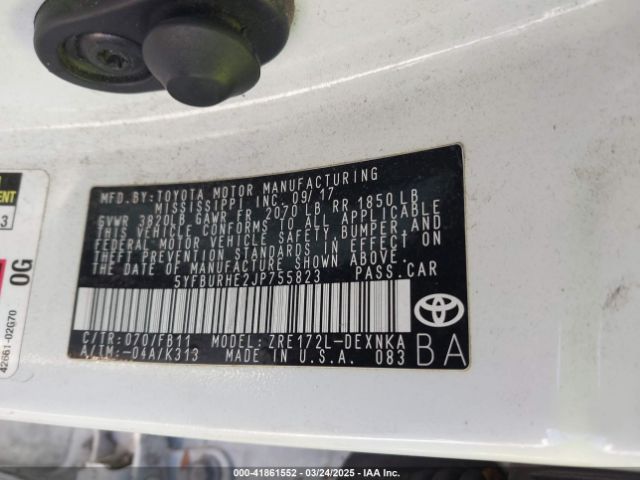 MFD.BY:TOYOTA MOTOR MANUFACTURING
MISSISSIPPI INC. 09/17
GVWR 3820LB GAWR FR 2070 LB, RR 1850 LB
THIS VEHICLE CONFORMS TO ALL APPLICABLE
FEDERAL MOTOR VEHICLE SAFETY, BUMPER, AND
THEFT PREVENTION STANDARDS IN EFFECT ON
THE DATE OF MANUFACTURE SHOWN ABOVE.
5YFBURHE2JP755823 PASS.CAR
C/TR: 070/FB11 MODEL: ZRE172L-DEXNKA
A/TM:-04A/K313 MADE IN U.S.A. 083
BA
0G
42661-02G70
000-41861552 - 03/24/2025 - IAA Inc.